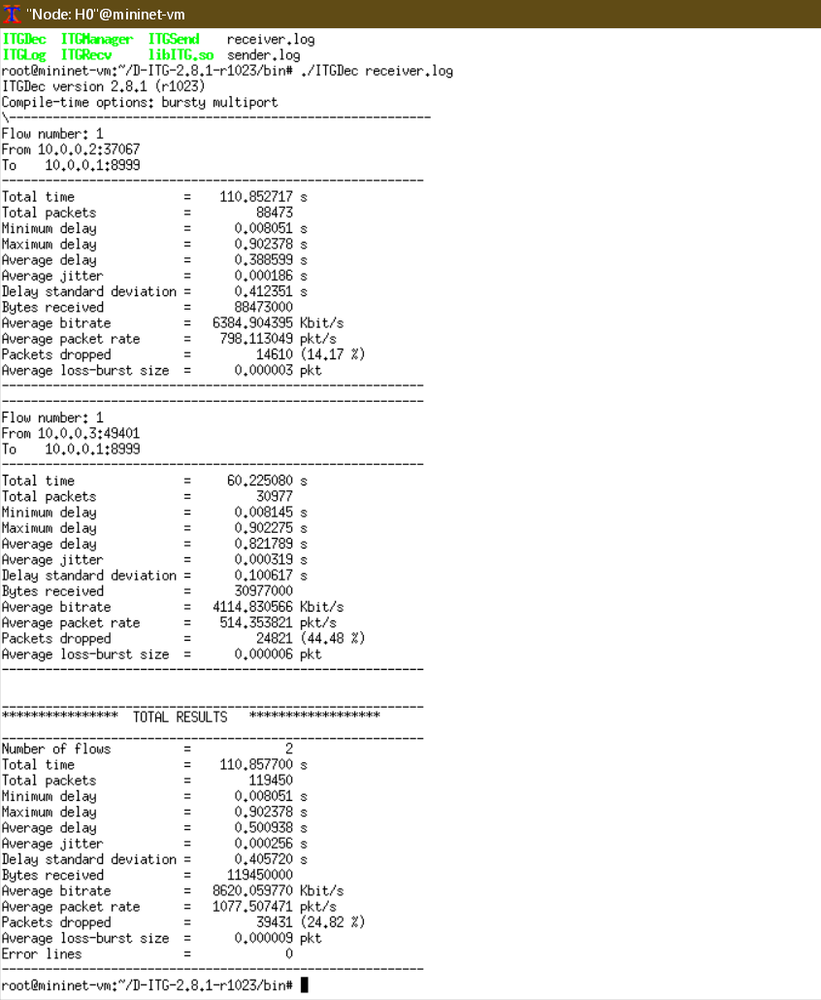 "Node: H0"@mininet-vm
ITGDec  ITGManager  ITGSend    receiver.log
ITGLog  ITGRecv     libITG.so  sender.log
root@mininet-vm:~/D-ITG-2.8.1-r1023/bin# ./ITGDec receiver.log
ITGDec version 2.8.1 (r1023)
Compile-time options: bursty multiport
\----------------------------------------------------------
Flow number: 1
From 10.0.0.2:37067
To    10.0.0.1:8999
----------------------------------------------------------
Total time               =    110.852717 s
Total packets            =         88473
Minimum delay            =      0.008051 s
Maximum delay            =      0.902378 s
Average delay            =      0.388599 s
Average jitter           =      0.000186 s
Delay standard deviation =      0.412351 s
Bytes received           =      88473000
Average bitrate          =   6384.904395 Kbit/s
Average packet rate      =    798.113049 pkt/s
Packets dropped          =         14610 (14.17 %)
Average loss-burst size  =      0.000003 pkt
----------------------------------------------------------
----------------------------------------------------------
Flow number: 1
From 10.0.0.3:49401
To    10.0.0.1:8999
----------------------------------------------------------
Total time               =     60.225080 s
Total packets            =         30977
Minimum delay            =      0.008145 s
Maximum delay            =      0.902275 s
Average delay            =      0.821789 s
Average jitter           =      0.000319 s
Delay standard deviation =      0.100617 s
Bytes received           =      30977000
Average bitrate          =   4114.830566 Kbit/s
Average packet rate      =    514.353821 pkt/s
Packets dropped          =         24821 (44.48 %)
Average loss-burst size  =      0.000006 pkt
----------------------------------------------------------
__________________________________________________________
****************  TOTAL RESULTS   ******************
__________________________________________________________
Number of flows          =             2
Total time               =    110.857700 s
Total packets            =        119450
Minimum delay            =      0.008051 s
Maximum delay            =      0.902378 s
Average delay            =      0.500938 s
Average jitter           =      0.000256 s
Delay standard deviation =      0.405720 s
Bytes received           =     119450000
Average bitrate          =   8620.059770 Kbit/s
Average packet rate      =   1077.507471 pkt/s
Packets dropped          =         39431 (24.82 %)
Average loss-burst size  =      0.000009 pkt
Error lines              =             0
----------------------------------------------------------
root@mininet-vm:~/D-ITG-2.8.1-r1023/bin#